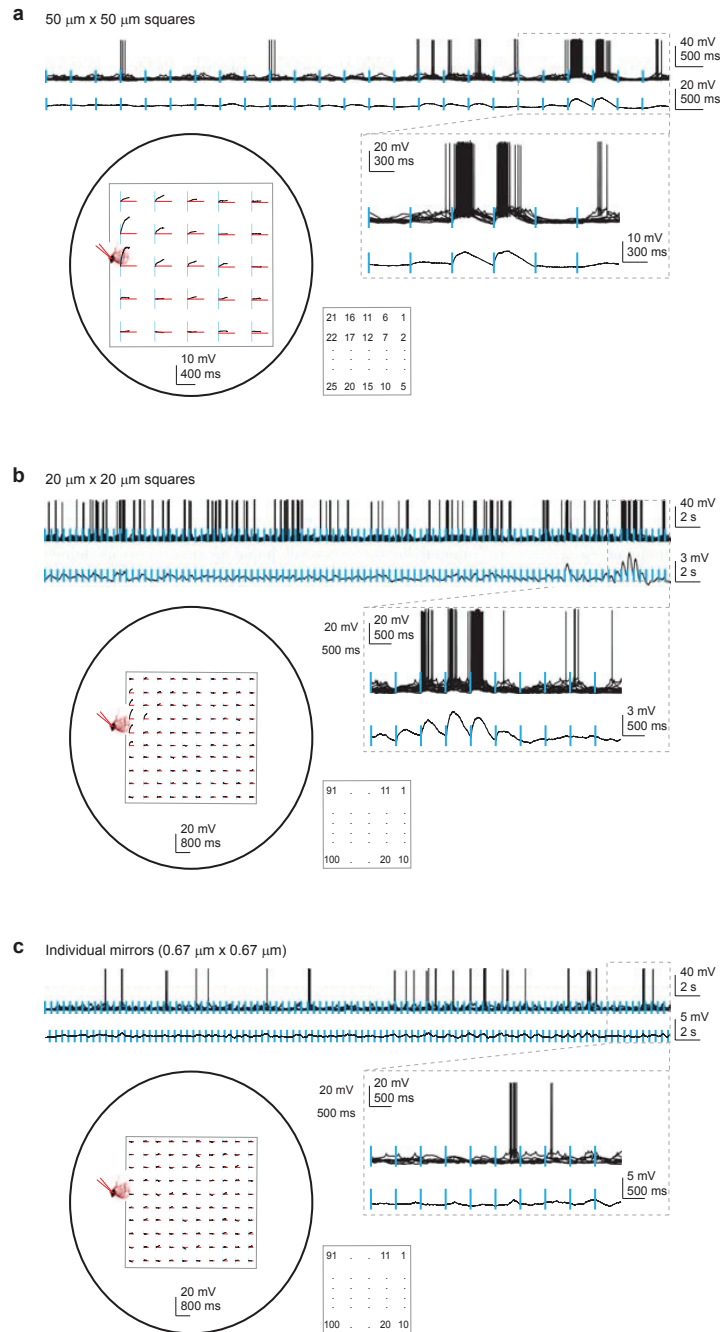 a
50 μm x 50 μm squares
40 mV
500 ms
20 mV
500 ms
20 mV
300 ms
10 mV
300 ms
10 mV
400 ms
21 16 11 6 1
22 17 12 7 2
. . . . .
. . . . .
. . . . .
25 20 15 10 5
b
20 μm x 20 μm squares
40 mV
2 s
3 mV
2 s
20 mV
500 ms
20 mV
500 ms
3 mV
500 ms
20 mV
800 ms
91 . . 11 1
. . . . .
. . . . .
. . . . .
. . . . .
100 . . 20 10
c
Individual mirrors (0.67 μm x 0.67 μm)
40 mV
2 s
5 mV
2 s
20 mV
500 ms
20 mV
500 ms
5 mV
500 ms
20 mV
800 ms
91 . . 11 1
. . . . .
. . . . .
. . . . .
. . . . .
100 . . 20 10